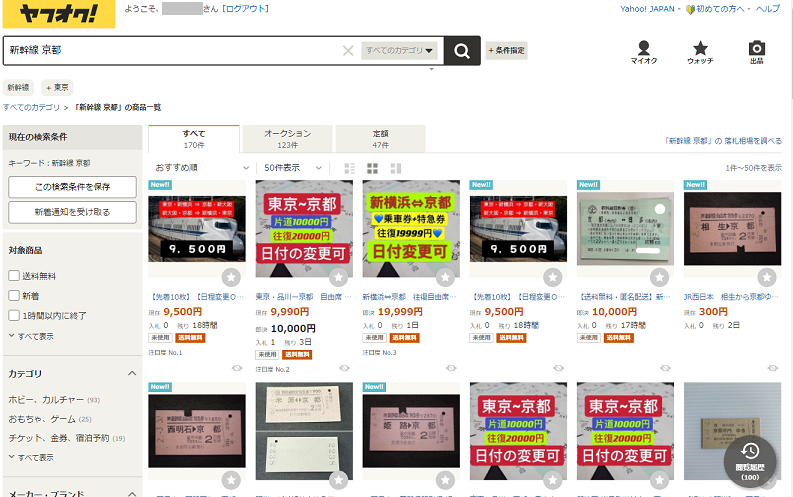 ヤフオク!
ようこそ、 さん [ログアウト]
Yahoo! JAPAN - 初めての方へ - ヘルプ
新幹線 京都
すべてのカテゴリ
+ 条件指定
マイオク
ウォッチ
出品
新幹線
+ 東京
すべてのカテゴリ > 「新幹線 京都」の商品一覧
現在の検索条件
キーワード：新幹線 京都
この検索条件を保存
新着通知を受け取る
対象商品
送料無料
新着
1時間以内に終了
すべて表示
カテゴリ
ホビー、カルチャー (93)
おもちゃ、ゲーム (25)
チケット、金券、宿泊予約 (19)
すべて表示
メーカー・ブランド
すべて
170件
オークション
123件
定額
47件
「新幹線 京都」の 落札相場を調べる
おすすめ順
50件表示
1件～50件を表示
New!!
東京・新横浜 ⇒ 京都・新大阪
新大阪・京都 ⇒ 新横浜・東京
9,500円
【先着10枚】【日程変更O...
現在 9,500円
入札 0 残り 18時間
未使用 送料無料
注目度 No.1
東京~京都
片道10000円
往復20000円
日付の変更可
東京・品川ー京都 自由席 ...
現在 9,990円
即決 10,000円
入札 1 残り 3日
未使用 送料無料
注目度 No.2
新横浜⇔京都
乗車券+特急券
往復19999円
日付変更可
新横浜⇔京都 往復自由席...
即決 19,999円
入札 0 残り 1日
未使用 送料無料
注目度 No.3
New!!
東京・新横浜 ⇒ 京都・新大阪
新大阪・京都 ⇒ 新横浜・東京
9,500円
【先着10枚】【日程変更O...
現在 9,500円
入札 0 残り 18時間
未使用 送料無料
New!!
【送料無料・匿名配送】新...
現在 10,000円
入札 0 残り 17時間
未使用 送料無料
New!!
相生 京都
JR西日本 相生から京都ゆ...
現在 300円
入札 0 残り 2日
New!!
西明石 京都
米原 京都
New!!
姫路 京都
東京~京都
片道10000円
往復20000円
日付の変更可
東京~京都
片道10000円
往復20000円
日付の変更可
閲覧履歴
(100)